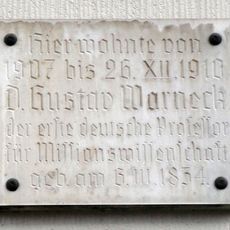 Hier wohnte von
1907 bis 26. XII. 1910
D. Gustav Warneck
der erste deutsche Professor
für Missionswissenschaft
geb. am 6. III. 1834.